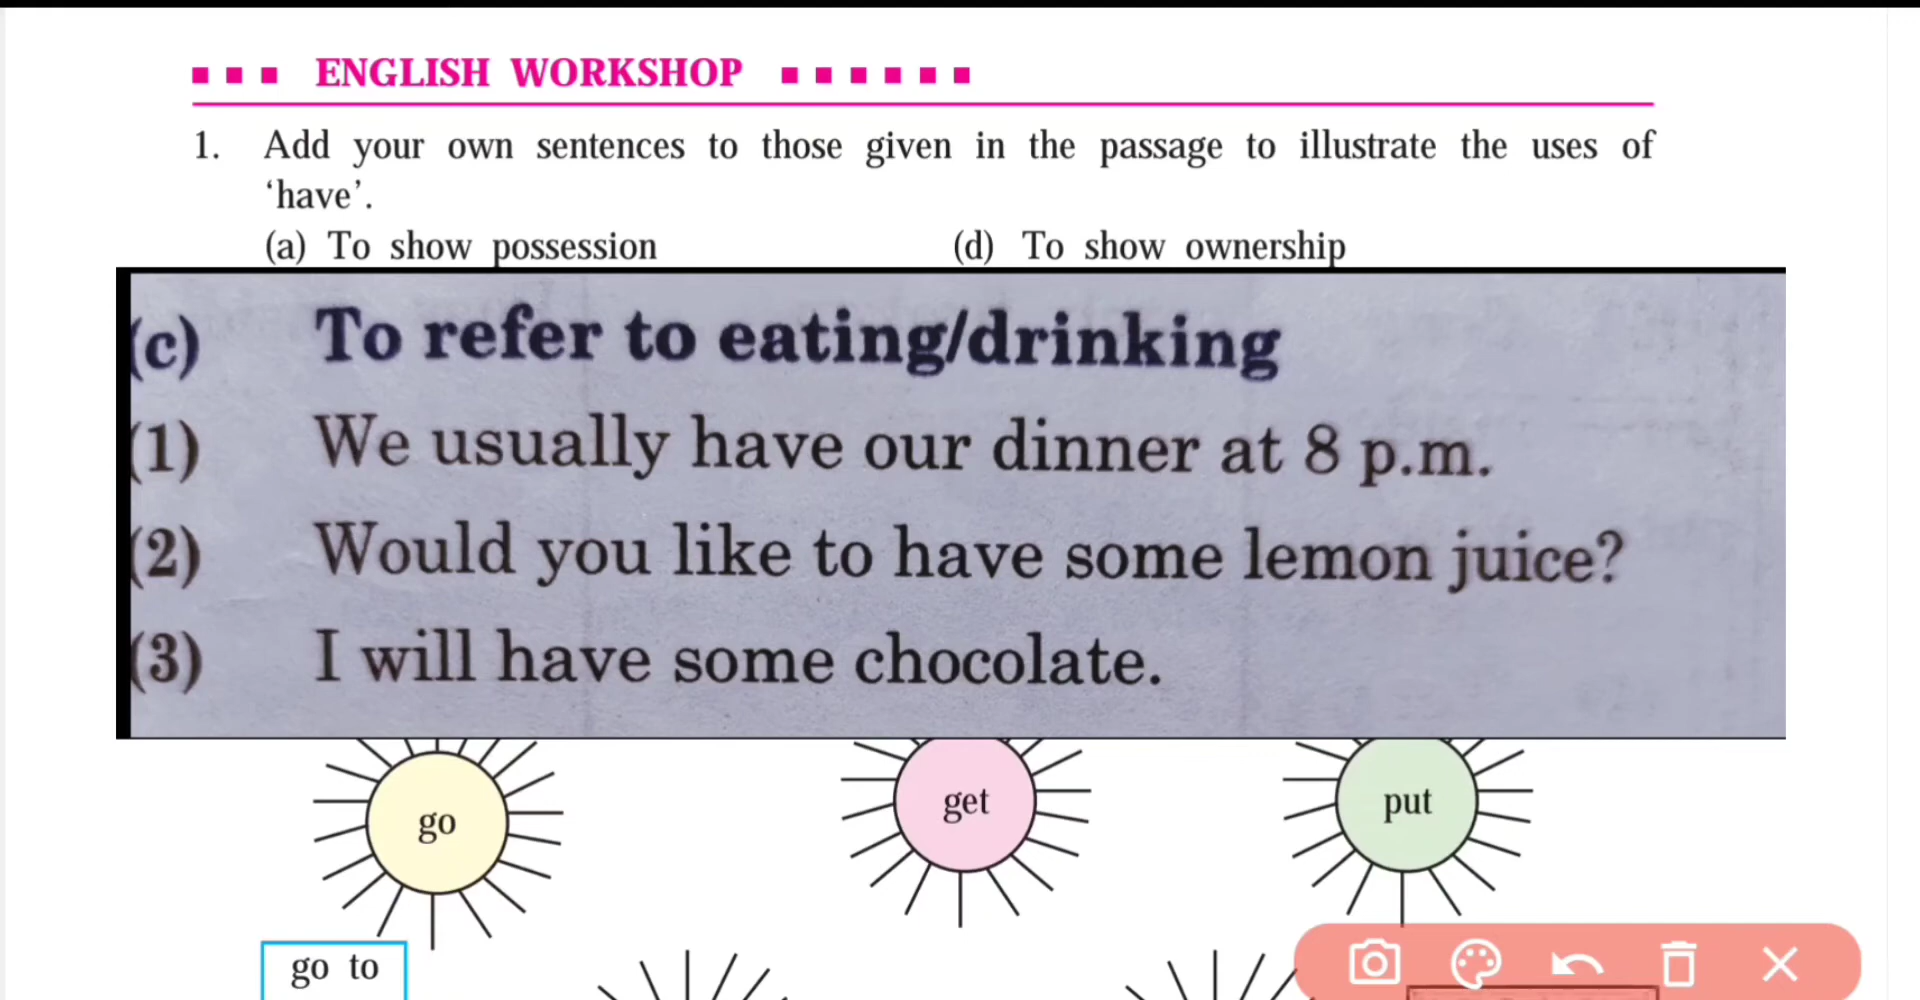 ENGLISH WORKSHOP
1. Add your own sentences to those given in the passage to illustrate the uses of
‘have’.
(a) To show possession (d) To show ownership
(c) To refer to eating/drinking
(1) We usually have our dinner at 8 p.m.
(2) Would you like to have some lemon juice?
(3) I will have some chocolate.
go get put
go to